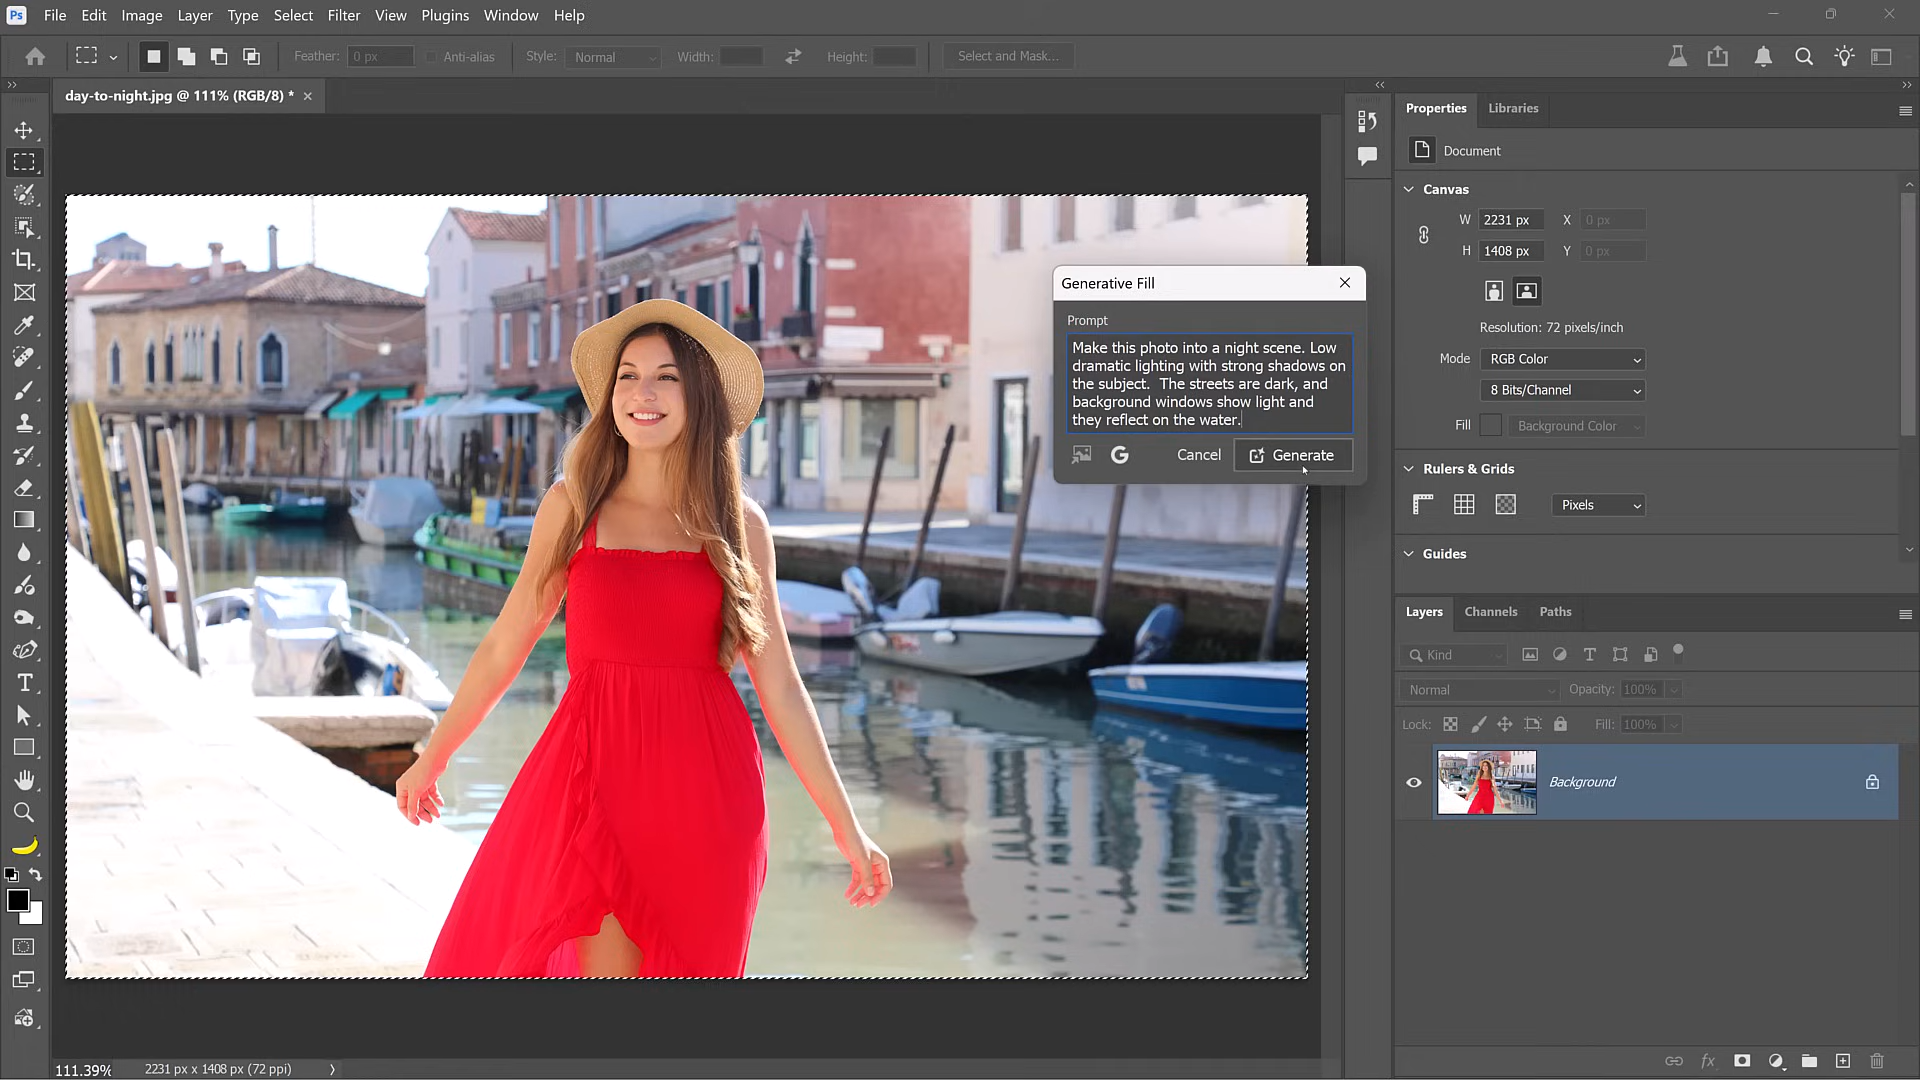 Ps File Edit Image Layer Type Select Filter View Plugins Window Help
Feather: 0 px Anti-alias Style: Normal Width: Height: Select and Mask...
day-to-night.jpg @ 111% (RGB/8) * ×
Properties Libraries
Document
Canvas
W 2231 px X 0 px
H 1408 px Y 0 px
Resolution: 72 pixels/inch
Mode RGB Color
8 Bits/Channel
Fill Background Color
Rulers & Grids
Pixels
Guides
Generative Fill
Prompt
Make this photo into a night scene. Low
dramatic lighting with strong shadows on
the subject.  The streets are dark, and
background windows show light and
they reflect on the water.
G Cancel Generate
Layers Channels Paths
Kind
Normal Opacity: 100%
Lock: Fill: 100%
Background
fx
111.39% 2231 px x 1408 px (72 ppi)